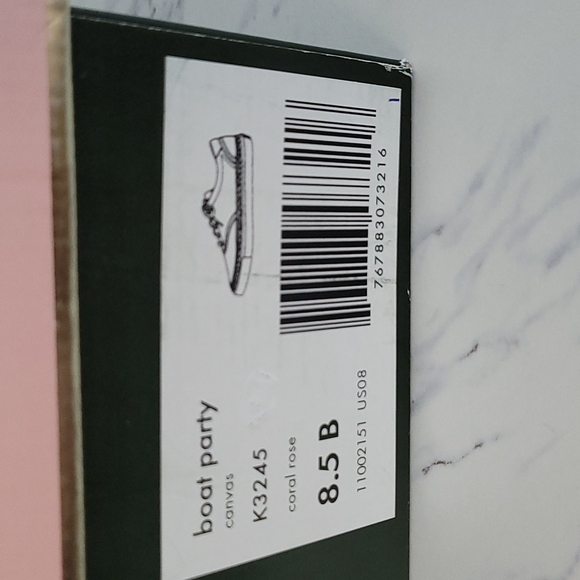 boat party
canvas
K3245
coral rose
8.5 B
11002151 US08
767883073216